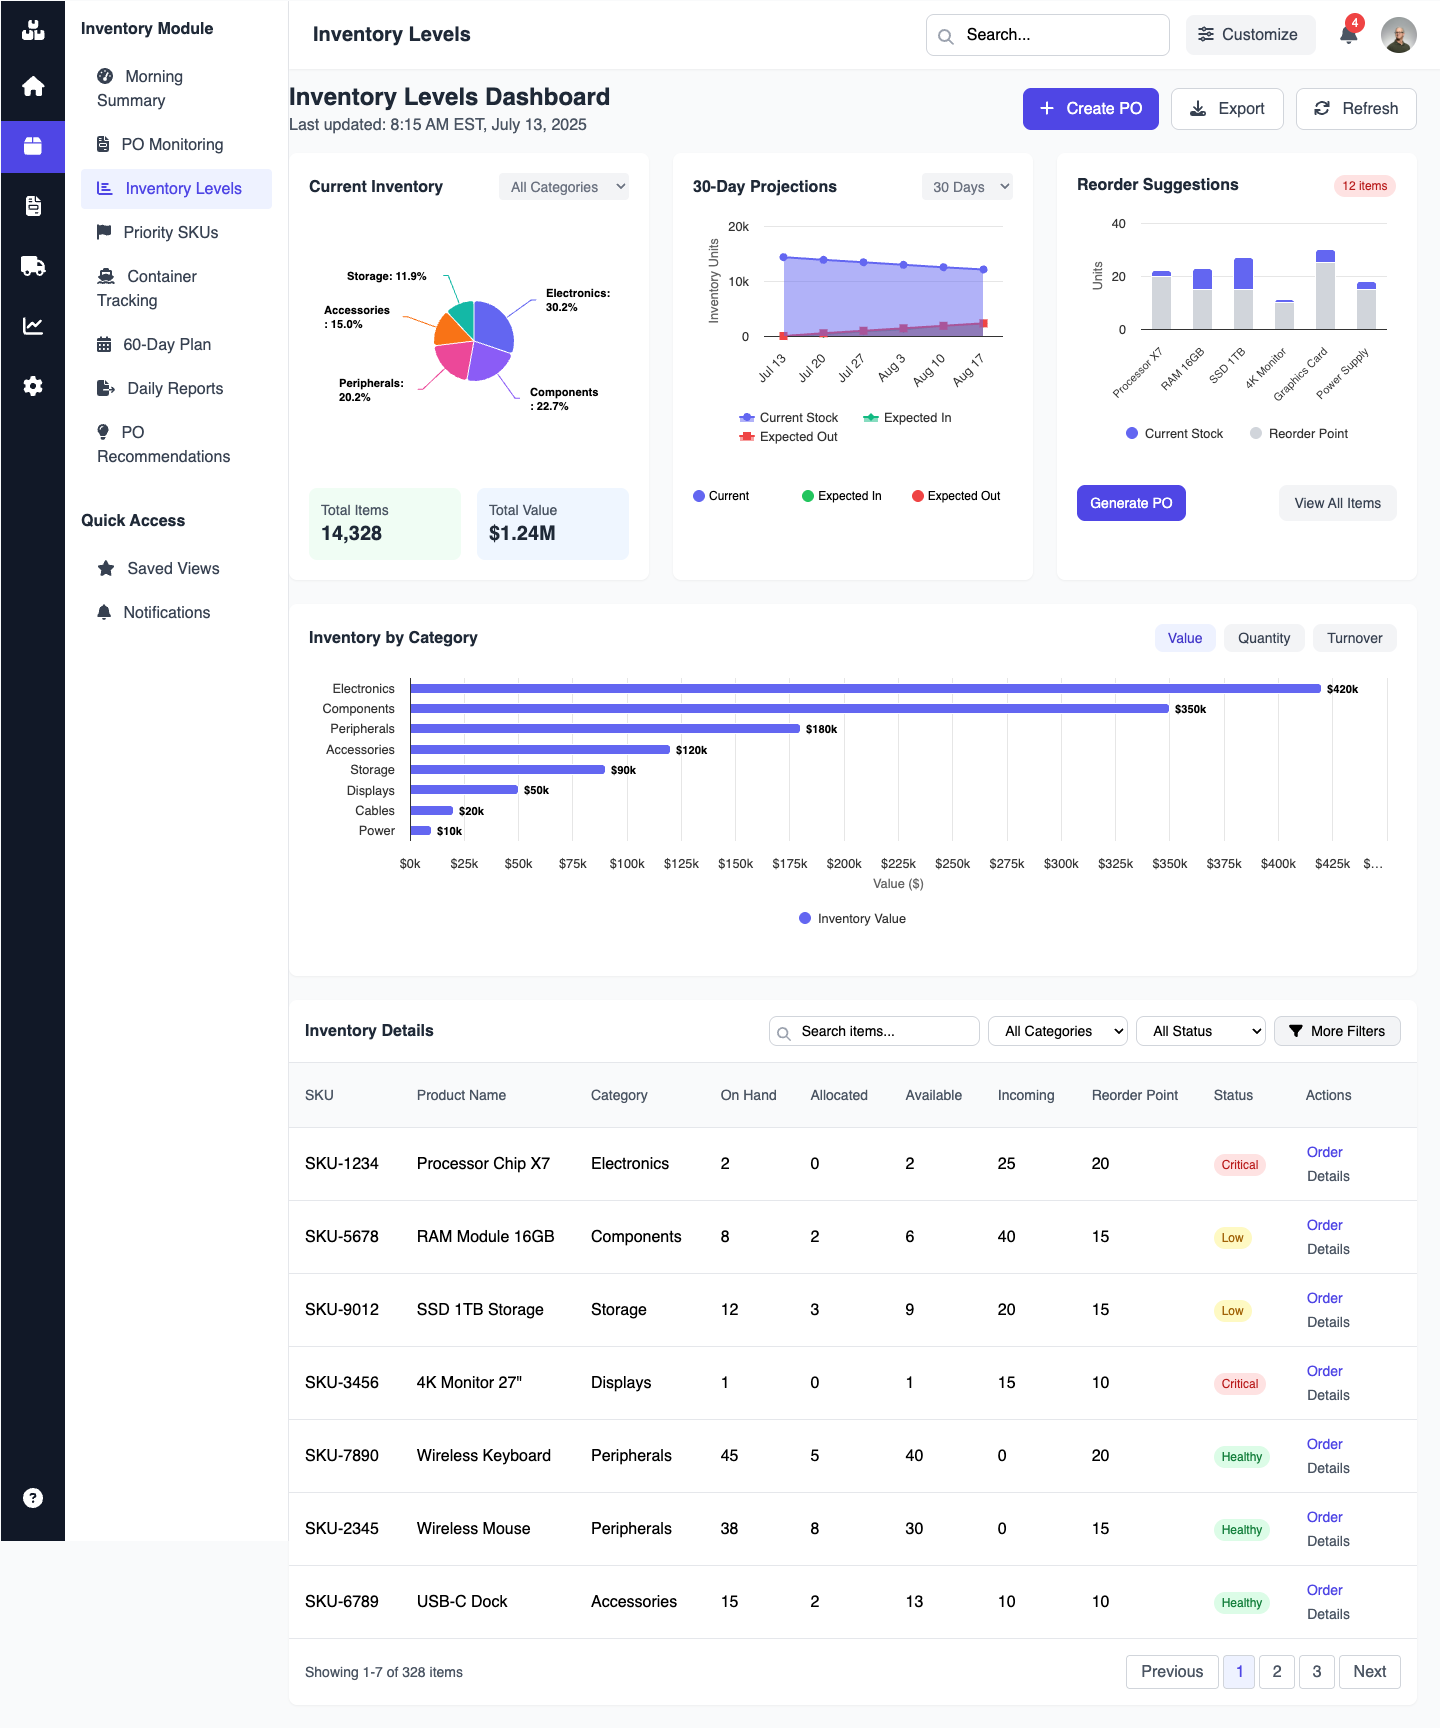 Inventory Module
Morning
Summary
PO Monitoring
Inventory Levels
Priority SKUs
Container
Tracking
60-Day Plan
Daily Reports
PO
Recommendations
Quick Access
Saved Views
Notifications
?
Inventory Levels
Search...
Customize
4
Inventory Levels Dashboard
Last updated: 8:15 AM EST, July 13, 2025
Create PO
Export
Refresh
Current Inventory
All Categories
Storage: 11.9%
Accessories
: 15.0%
Electronics:
30.2%
Peripherals:
20.2%
Components
: 22.7%
Total Items
14,328
Total Value
$1.24M
30-Day Projections
30 Days
20k
10k
0
Inventory Units
Jul 13
Jul 20
Jul 27
Aug 3
Aug 10
Aug 17
Current Stock
Expected In
Expected Out
Current
Expected In
Expected Out
Reorder Suggestions
12 items
40
20
0
Units
Processor X7
RAM 16GB
SSD 1TB
4K Monitor
Graphics Card
Power Supply
Current Stock
Reorder Point
Generate PO
View All Items
Inventory by Category
Value
Quantity
Turnover
Electronics $420k
Components $350k
Peripherals $180k
Accessories $120k
Storage $90k
Displays $50k
Cables $20k
Power $10k
$0k $25k $50k $75k $100k $125k $150k $175k $200k $225k $250k $275k $300k $325k $350k $375k $400k $425k $...
Value ($)
Inventory Value
Inventory Details
Search items...
All Categories
All Status
More Filters
SKU Product Name Category On Hand Allocated Available Incoming Reorder Point Status Actions
SKU-1234 Processor Chip X7 Electronics 2 0 2 25 20 Critical Order
Details
SKU-5678 RAM Module 16GB Components 8 2 6 40 15 Low Order
Details
SKU-9012 SSD 1TB Storage Storage 12 3 9 20 15 Low Order
Details
SKU-3456 4K Monitor 27" Displays 1 0 1 15 10 Critical Order
Details
SKU-7890 Wireless Keyboard Peripherals 45 5 40 0 20 Healthy Order
Details
SKU-2345 Wireless Mouse Peripherals 38 8 30 0 15 Healthy Order
Details
SKU-6789 USB-C Dock Accessories 15 2 13 10 10 Healthy Order
Details
Showing 1-7 of 328 items
Previous 1 2 3 Next